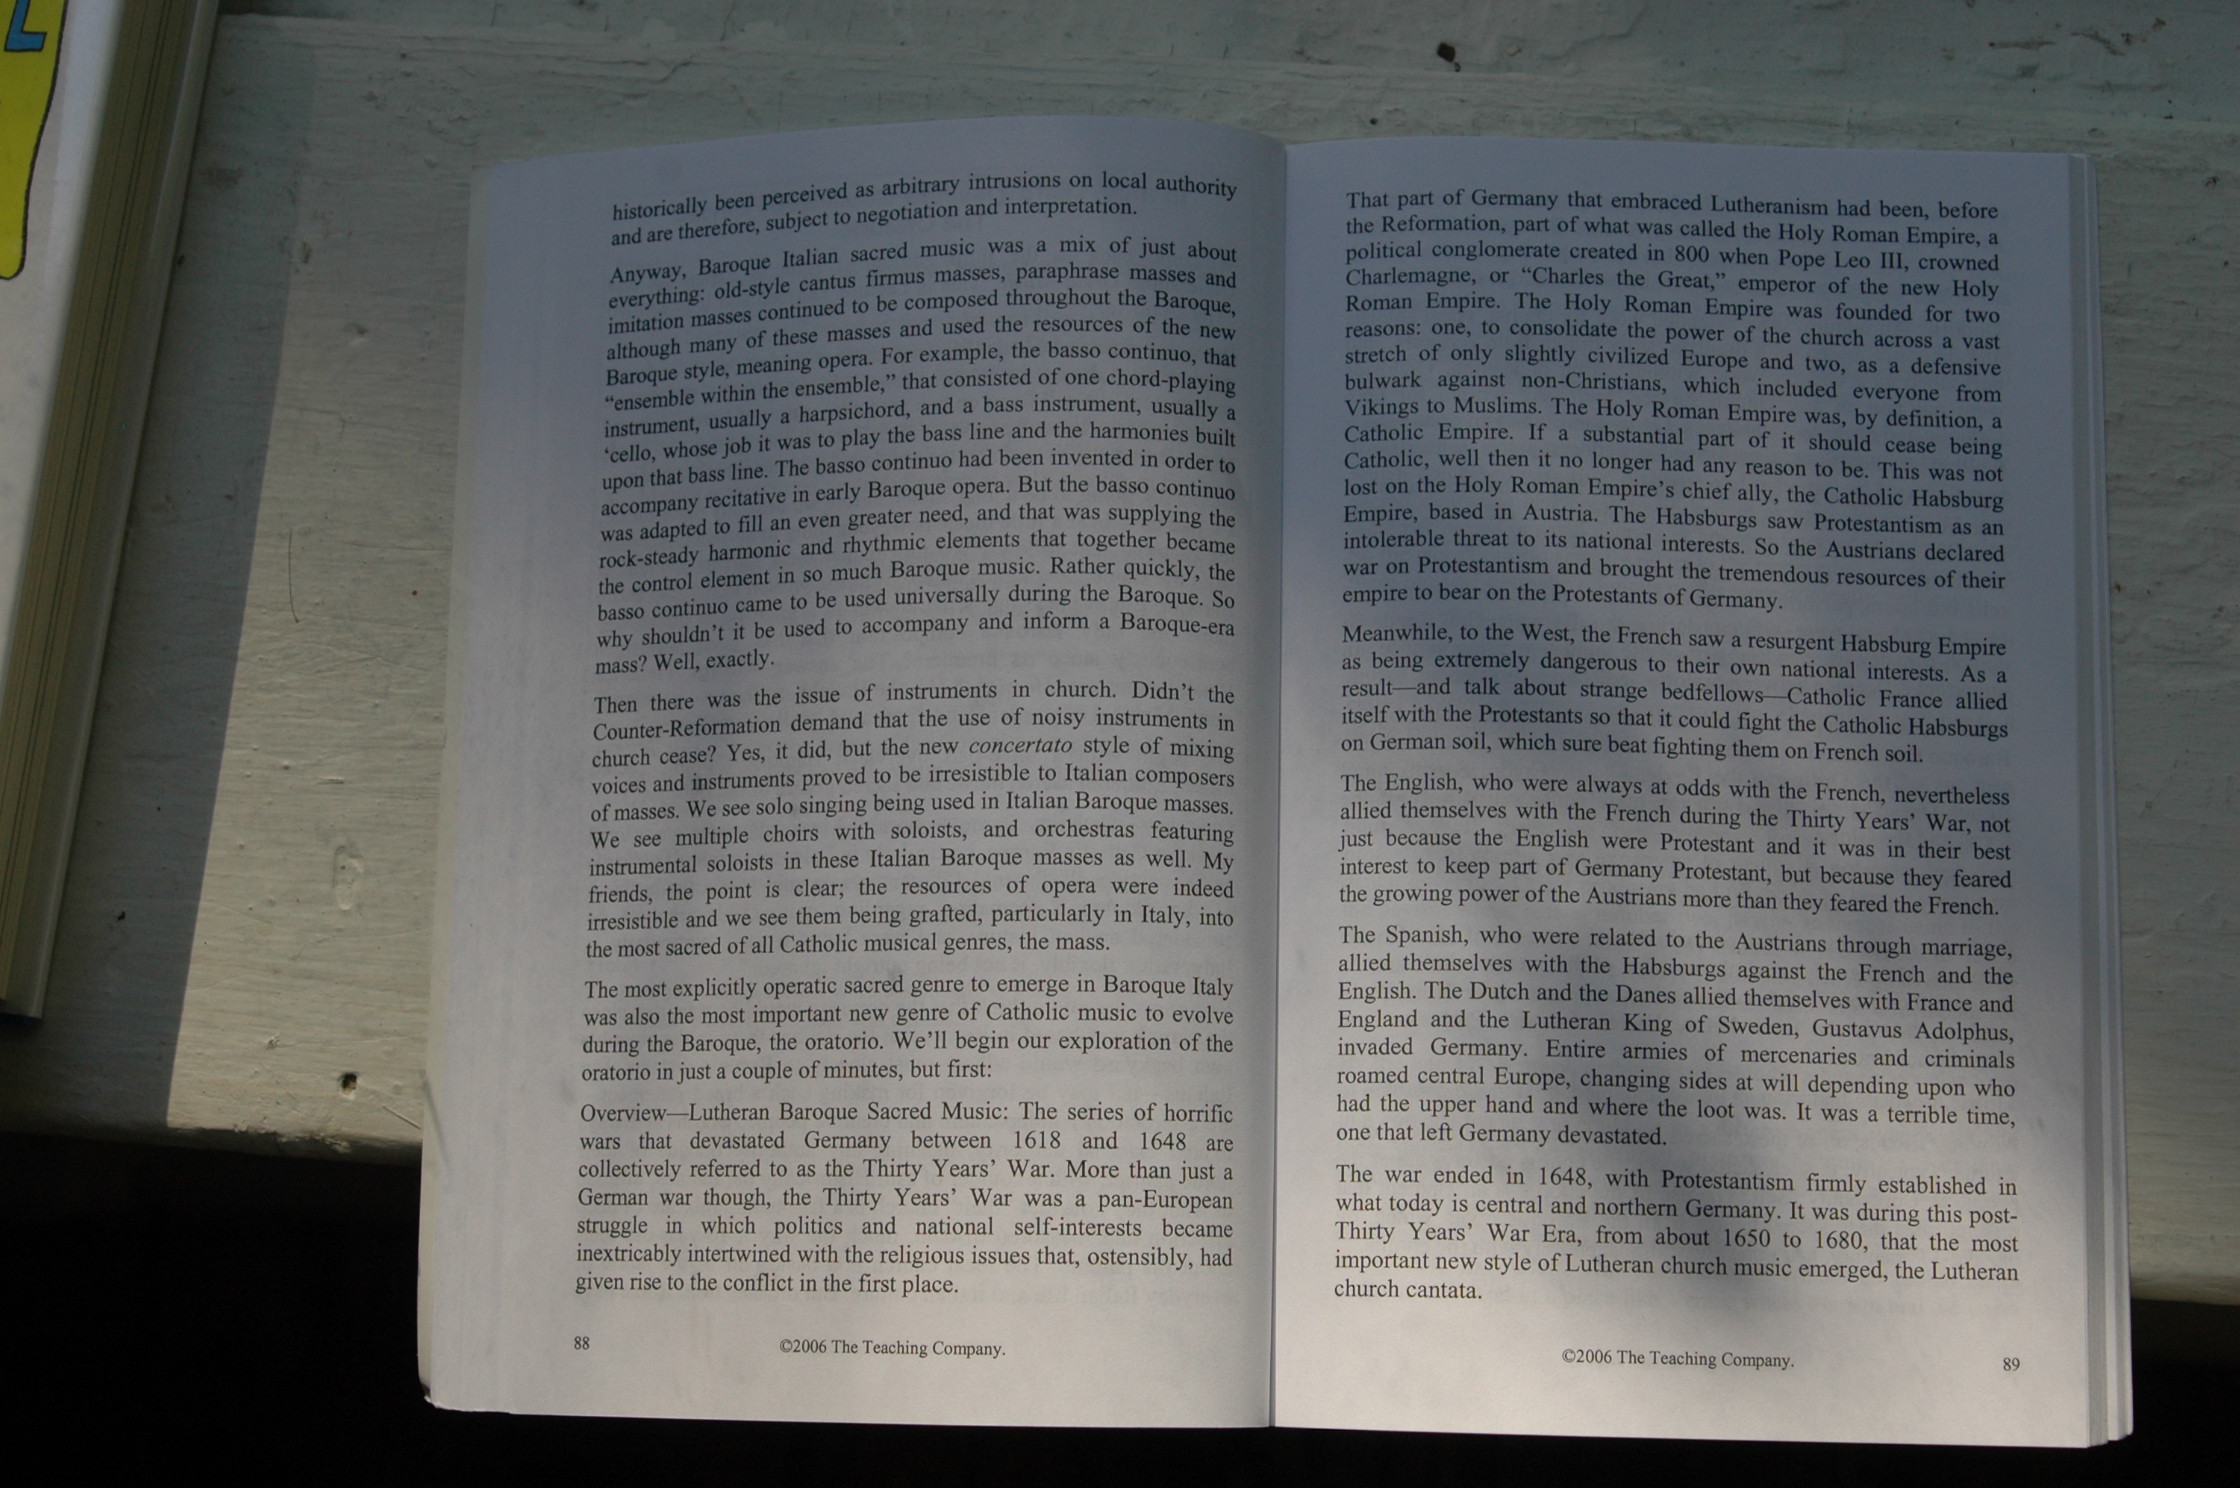 historically been perceived as arbitrary intrusions on local authority
and are therefore, subject to negotiation and interpretation.
Anyway, Baroque Italian sacred music was a mix of just about
everything: old-style cantus firmus masses, paraphrase masses and
imitation masses continued to be composed throughout the Baroque,
although many of these masses and used the resources of the new
Baroque style, meaning opera. For example, the basso continuo, that
“ensemble within the ensemble,” that consisted of one chord-playing
instrument, usually a harpsichord, and a bass instrument, usually a
‘cello, whose job it was to play the bass line and the harmonies built
upon that bass line. The basso continuo had been invented in order to
accompany recitative in early Baroque opera. But the basso continuo
was adapted to fill an even greater need, and that was supplying the
rock-steady harmonic and rhythmic elements that together became
the control element in so much Baroque music. Rather quickly, the
basso continuo came to be used universally during the Baroque. So
why shouldn’t it be used to accompany and inform a Baroque-era
mass? Well, exactly.
Then there was the issue of instruments in church. Didn’t the
Counter-Reformation demand that the use of noisy instruments in
church cease? Yes, it did, but the new concertato style of mixing
voices and instruments proved to be irresistible to Italian composers
of masses. We see solo singing being used in Italian Baroque masses.
We see multiple choirs with soloists, and orchestras featuring
instrumental soloists in these Italian Baroque masses as well. My
friends, the point is clear; the resources of opera were indeed
irresistible and we see them being grafted, particularly in Italy, into
the most sacred of all Catholic musical genres, the mass.
The most explicitly operatic sacred genre to emerge in Baroque Italy
was also the most important new genre of Catholic music to evolve
during the Baroque, the oratorio. We’ll begin our exploration of the
oratorio in just a couple of minutes, but first:
Overview—Lutheran Baroque Sacred Music: The series of horrific
wars that devastated Germany between 1618 and 1648 are
collectively referred to as the Thirty Years’ War. More than just a
German war though, the Thirty Years’ War was a pan-European
struggle in which politics and national self-interests became
inextricably intertwined with the religious issues that, ostensibly, had
given rise to the conflict in the first place.
88 ©2006 The Teaching Company.
That part of Germany that embraced Lutheranism had been, before
the Reformation, part of what was called the Holy Roman Empire, a
political conglomerate created in 800 when Pope Leo III, crowned
Charlemagne, or “Charles the Great,” emperor of the new Holy
Roman Empire. The Holy Roman Empire was founded for two
reasons: one, to consolidate the power of the church across a vast
stretch of only slightly civilized Europe and two, as a defensive
bulwark against non-Christians, which included everyone from
Vikings to Muslims. The Holy Roman Empire was, by definition, a
Catholic Empire. If a substantial part of it should cease being
Catholic, well then it no longer had any reason to be. This was not
lost on the Holy Roman Empire’s chief ally, the Catholic Habsburg
Empire, based in Austria. The Habsburgs saw Protestantism as an
intolerable threat to its national interests. So the Austrians declared
war on Protestantism and brought the tremendous resources of their
empire to bear on the Protestants of Germany.
Meanwhile, to the West, the French saw a resurgent Habsburg Empire
as being extremely dangerous to their own national interests. As a
result—and talk about strange bedfellows—Catholic France allied
itself with the Protestants so that it could fight the Catholic Habsburgs
on German soil, which sure beat fighting them on French soil.
The English, who were always at odds with the French, nevertheless
allied themselves with the French during the Thirty Years’ War, not
just because the English were Protestant and it was in their best
interest to keep part of Germany Protestant, but because they feared
the growing power of the Austrians more than they feared the French.
The Spanish, who were related to the Austrians through marriage,
allied themselves with the Habsburgs against the French and the
English. The Dutch and the Danes allied themselves with France and
England and the Lutheran King of Sweden, Gustavus Adolphus,
invaded Germany. Entire armies of mercenaries and criminals
roamed central Europe, changing sides at will depending upon who
had the upper hand and where the loot was. It was a terrible time,
one that left Germany devastated.
The war ended in 1648, with Protestantism firmly established in
what today is central and northern Germany. It was during this post-
Thirty Years’ War Era, from about 1650 to 1680, that the most
important new style of Lutheran church music emerged, the Lutheran
church cantata.
©2006 The Teaching Company. 89